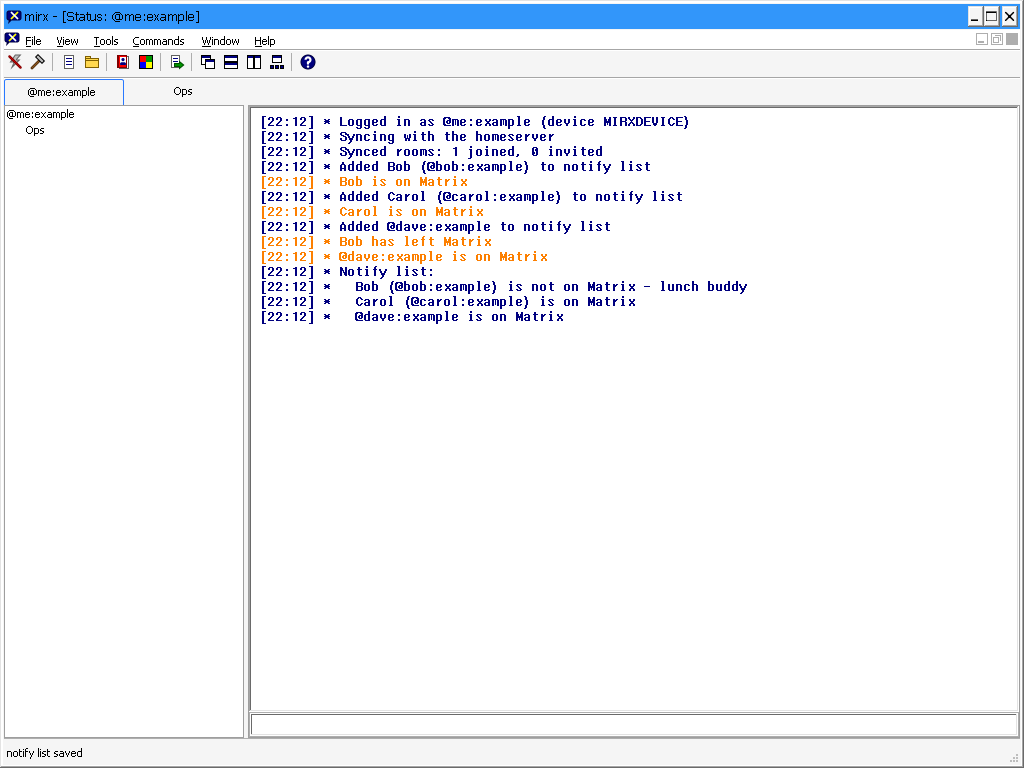 mirx - [Status: @me:example]
File View Tools Commands Window Help
@me:example Ops
@me:example
Ops
[22:12] * Logged in as @me:example (device MIRXDEVICE)
[22:12] * Syncing with the homeserver
[22:12] * Synced rooms: 1 joined, 0 invited
[22:12] * Added Bob (@bob:example) to notify list
[22:12] * Bob is on Matrix
[22:12] * Added Carol (@carol:example) to notify list
[22:12] * Carol is on Matrix
[22:12] * Added @dave:example to notify list
[22:12] * Bob has left Matrix
[22:12] * @dave:example is on Matrix
[22:12] * Notify list:
[22:12] *   Bob (@bob:example) is not on Matrix - lunch buddy
[22:12] *   Carol (@carol:example) is on Matrix
[22:12] *   @dave:example is on Matrix
notify list saved